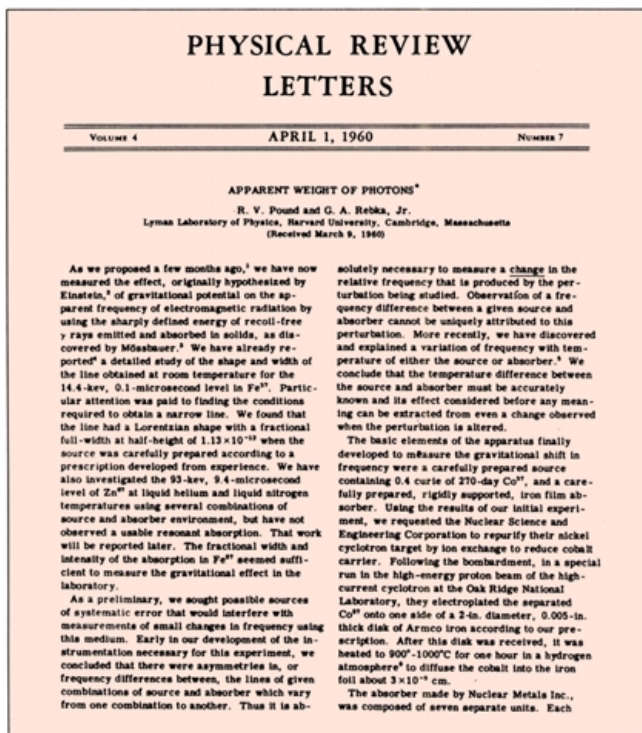 PHYSICAL REVIEW
LETTERS
VOLUME 4
APRIL 1, 1960
NUMBER 7
APPARENT WEIGHT OF PHOTONS*
R. V. Pound and G. A. Rebka, Jr.
Lyman Laboratory of Physics, Harvard University, Cambridge, Massachusetts
(Received March 9, 1960)
As we proposed a few months ago,¹ we have now
measured the effect, originally hypothesized by
Einstein,² of gravitational potential on the ap-
parent frequency of electromagnetic radiation by
using the sharply defined energy of recoil-free
γ rays emitted and absorbed in solids, as dis-
covered by Mössbauer.³ We have already re-
ported⁴ a detailed study of the shape and width of
the line obtained at room temperature for the
14.4-kev, 0.1-microsecond level in Fe⁵⁷. Partic-
ular attention was paid to finding the conditions
required to obtain a narrow line. We found that
the line had a Lorentzian shape with a fractional
full-width at half-height of 1.13×10⁻¹² when the
source was carefully prepared according to a
prescription developed from experience. We have
also investigated the 93-kev, 9.4-microsecond
level of Zn⁶⁷ at liquid helium and liquid nitrogen
temperatures using several combinations of
source and absorber environment, but have not
observed a usable resonant absorption. That work
will be reported later. The fractional width and
intensity of the absorption in Fe⁵⁷ seemed suffi-
cient to measure the gravitational effect in the
laboratory.
As a preliminary, we sought possible sources
of systematic error that would interfere with
measurements of small changes in frequency using
this medium. Early in our development of the in-
strumentation necessary for this experiment, we
concluded that there were asymmetries in, or
frequency differences between, the lines of given
combinations of source and absorber which vary
from one combination to another. Thus it is ab-
solutely necessary to measure a change in the
relative frequency that is produced by the per-
turbation being studied. Observation of a fre-
quency difference between a given source and
absorber cannot be uniquely attributed to this
perturbation. More recently, we have discovered
and explained a variation of frequency with tem-
perature of either the source or absorber.⁵ We
conclude that the temperature difference between
the source and absorber must be accurately
known and its effect considered before any mean-
ing can be extracted from even a change observed
when the perturbation is altered.
The basic elements of the apparatus finally
developed to measure the gravitational shift in
frequency were a carefully prepared source
containing 0.4 curie of 270-day Co⁵⁷, and a care-
fully prepared, rigidly supported, iron film ab-
sorber. Using the results of our initial experi-
ment, we requested the Nuclear Science and
Engineering Corporation to repurify their nickel
cyclotron target by ion exchange to reduce cobalt
carrier. Following the bombardment, in a special
run in the high-energy proton beam of the high-
current cyclotron at the Oak Ridge National
Laboratory, they electroplated the separated
Co⁵⁷ onto one side of a 2-in. diameter, 0.005-in.
thick disk of Armco iron according to our pre-
scription. After this disk was received, it was
heated to 900°-1000°C for one hour in a hydrogen
atmosphere⁶ to diffuse the cobalt into the iron
foil about 3×10⁻⁵ cm.
The absorber made by Nuclear Metals Inc.,
was composed of seven separate units. Each